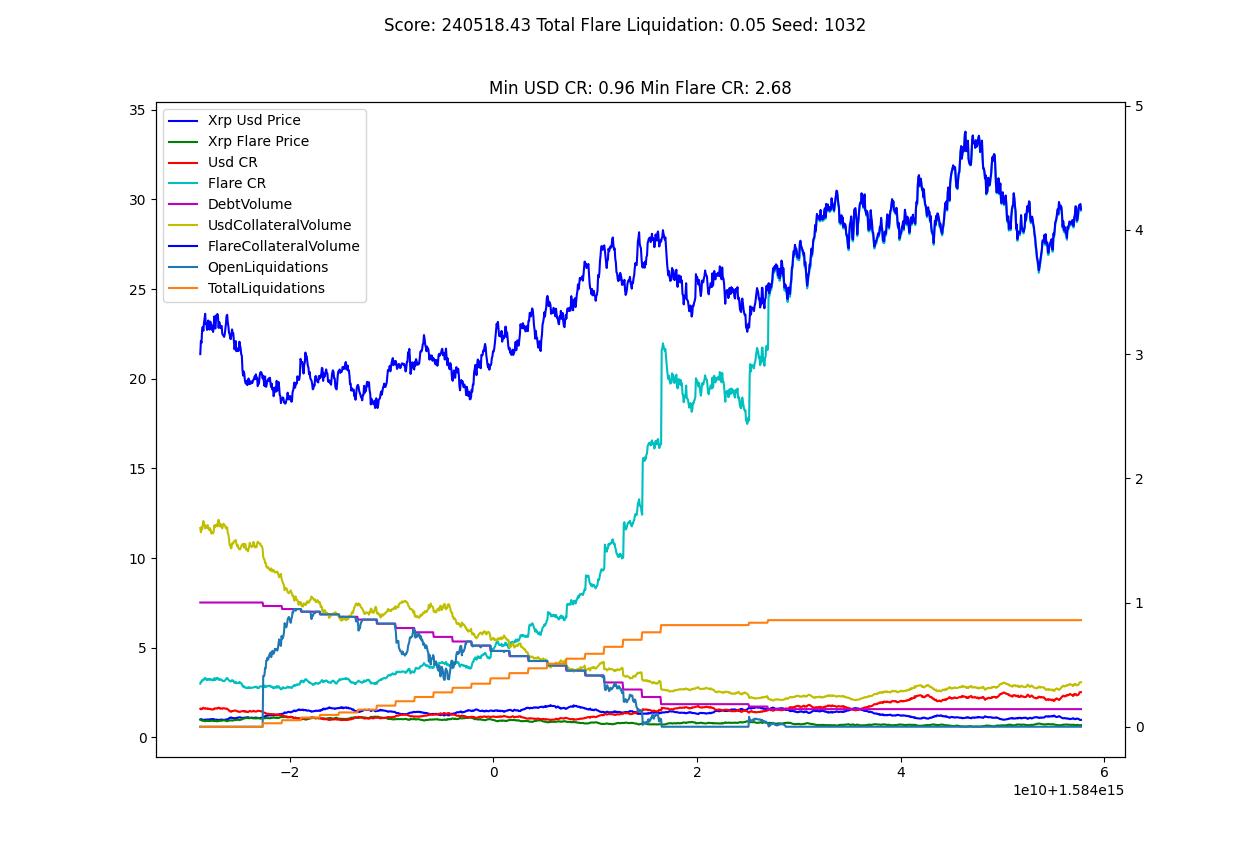 Score: 240518.43 Total Flare Liquidation: 0.05 Seed: 1032
Min USD CR: 0.96 Min Flare CR: 2.68
Xrp Usd Price
Xrp Flare Price
Usd CR
Flare CR
DebtVolume
UsdCollateralVolume
FlareCollateralVolume
OpenLiquidations
TotalLiquidations
35
30
25
20
15
10
5
0
5
4
3
2
1
0
−2 0 2 4 6
1e10+1.584e15